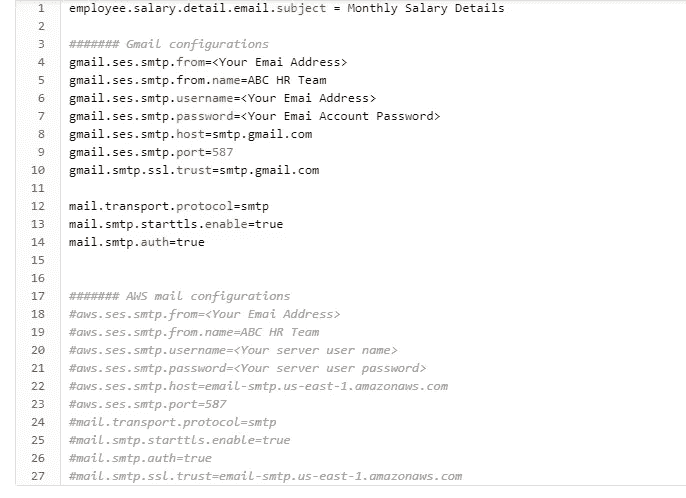 1 employee.salary.detail.email.subject = Monthly Salary Details
2
3 ####### Gmail configurations
4 gmail.ses.smtp.from=<Your Emai Address>
5 gmail.ses.smtp.from.name=ABC HR Team
6 gmail.ses.smtp.username=<Your Emai Address>
7 gmail.ses.smtp.password=<Your Emai Account Password>
8 gmail.ses.smtp.host=smtp.gmail.com
9 gmail.ses.smtp.port=587
10 gmail.smtp.ssl.trust=smtp.gmail.com
11
12 mail.transport.protocol=smtp
13 mail.smtp.starttls.enable=true
14 mail.smtp.auth=true
15
16
17 ####### AWS mail configurations
18 #aws.ses.smtp.from=<Your Emai Address>
19 #aws.ses.smtp.from.name=ABC HR Team
20 #aws.ses.smtp.username=<Your server user name>
21 #aws.ses.smtp.password=<Your server user password>
22 #aws.ses.smtp.host=email-smtp.us-east-1.amazonaws.com
23 #aws.ses.smtp.port=587
24 #mail.transport.protocol=smtp
25 #mail.smtp.starttls.enable=true
26 #mail.smtp.auth=true
27 #mail.smtp.ssl.trust=email-smtp.us-east-1.amazonaws.com